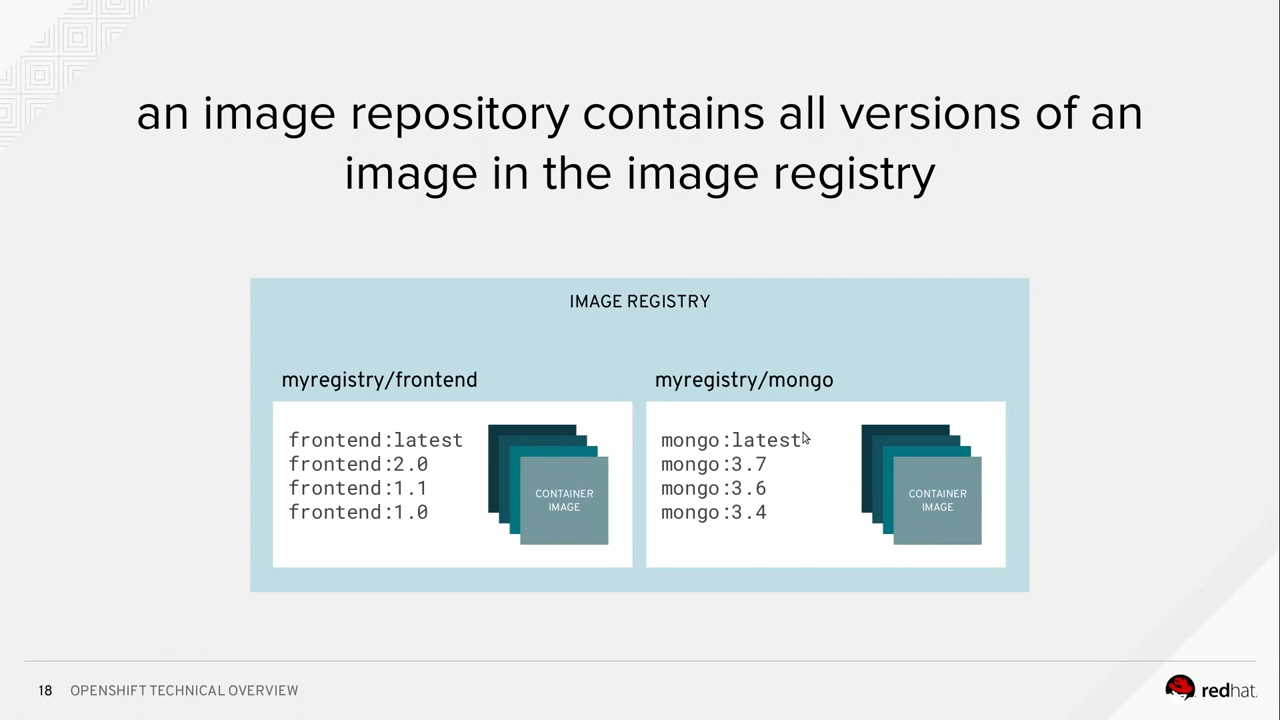 an image repository contains all versions of an
image in the image registry
IMAGE REGISTRY
myregistry/frontend
frontend:latest
frontend:2.0
frontend:1.1
frontend:1.0
CONTAINER
IMAGE
myregistry/mongo
mongo:latest
mongo:3.7
mongo:3.6
mongo:3.4
CONTAINER
IMAGE
18 OPENSHIFT TECHNICAL OVERVIEW
redhat.